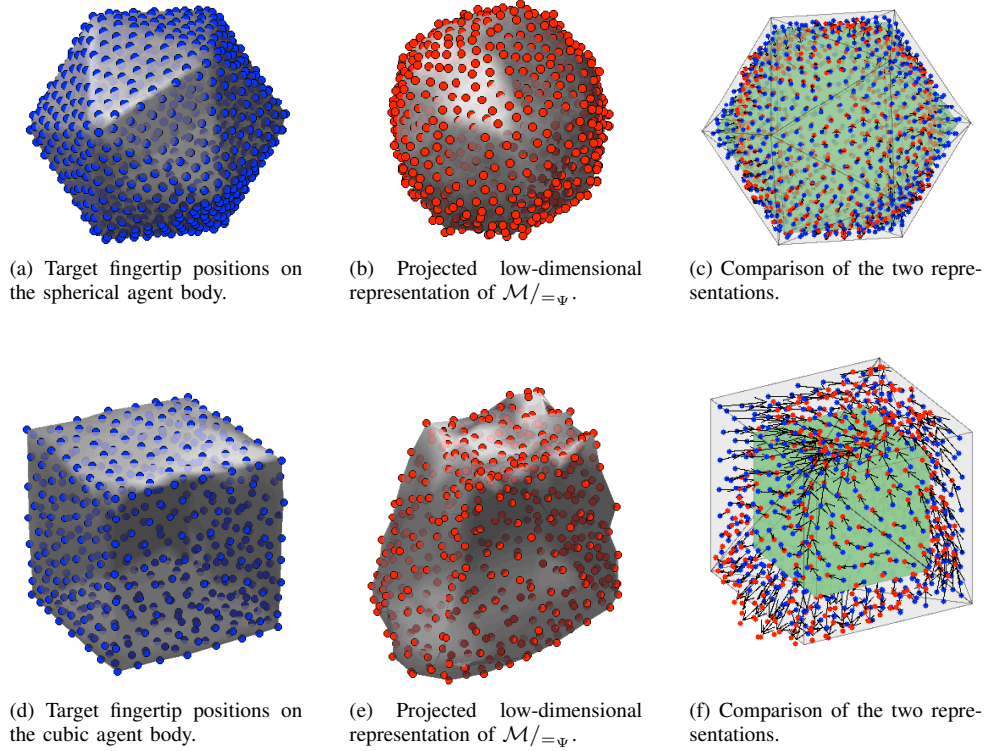 (a) Target fingertip positions on
the spherical agent body.
(b) Projected low-dimensional
representation of M/=Ψ.
(c) Comparison of the two repre-
sentations.
(d) Target fingertip positions on
the cubic agent body.
(e) Projected low-dimensional
representation of M/=Ψ.
(f) Comparison of the two repre-
sentations.